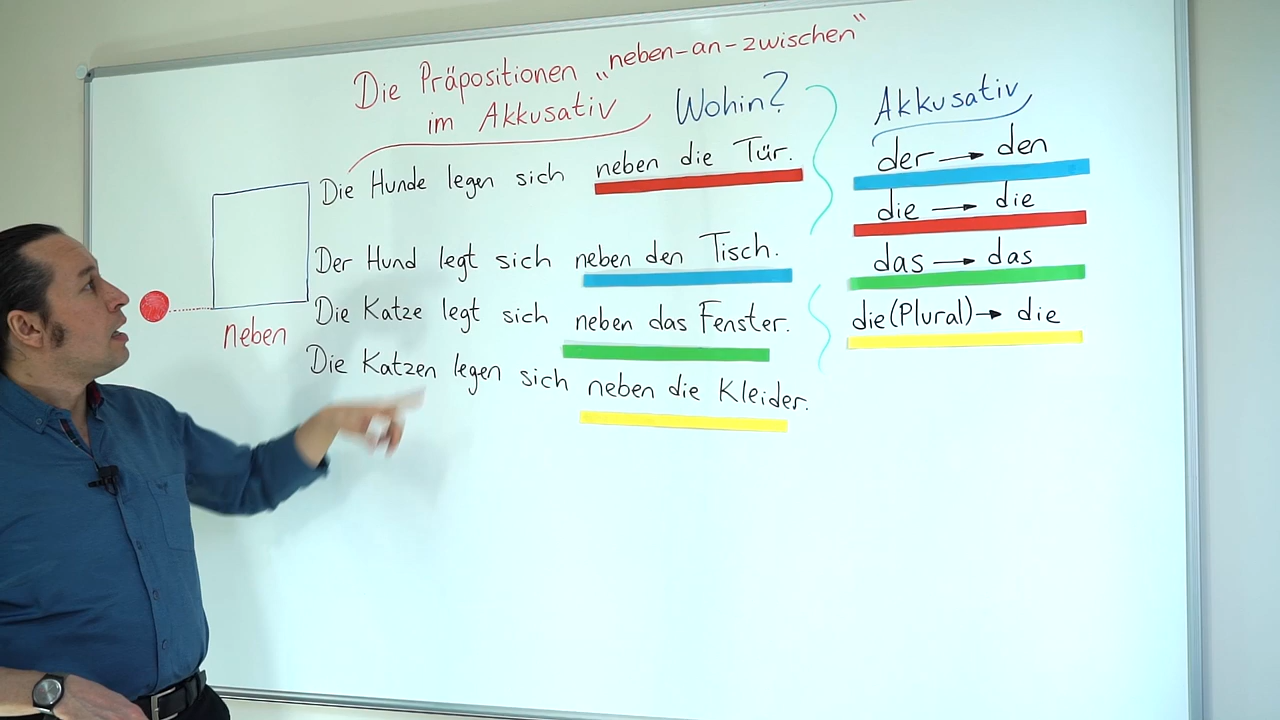 Die Präpositionen „neben-an-zwischen“
im Akkusativ
Wohin?
Die Hunde legen sich neben die Tür.
Der Hund legt sich neben den Tisch.
Die Katze legt sich neben das Fenster.
Die Katzen legen sich neben die Kleider.
neben
Akkusativ
der → den
die → die
das → das
die (Plural) → die